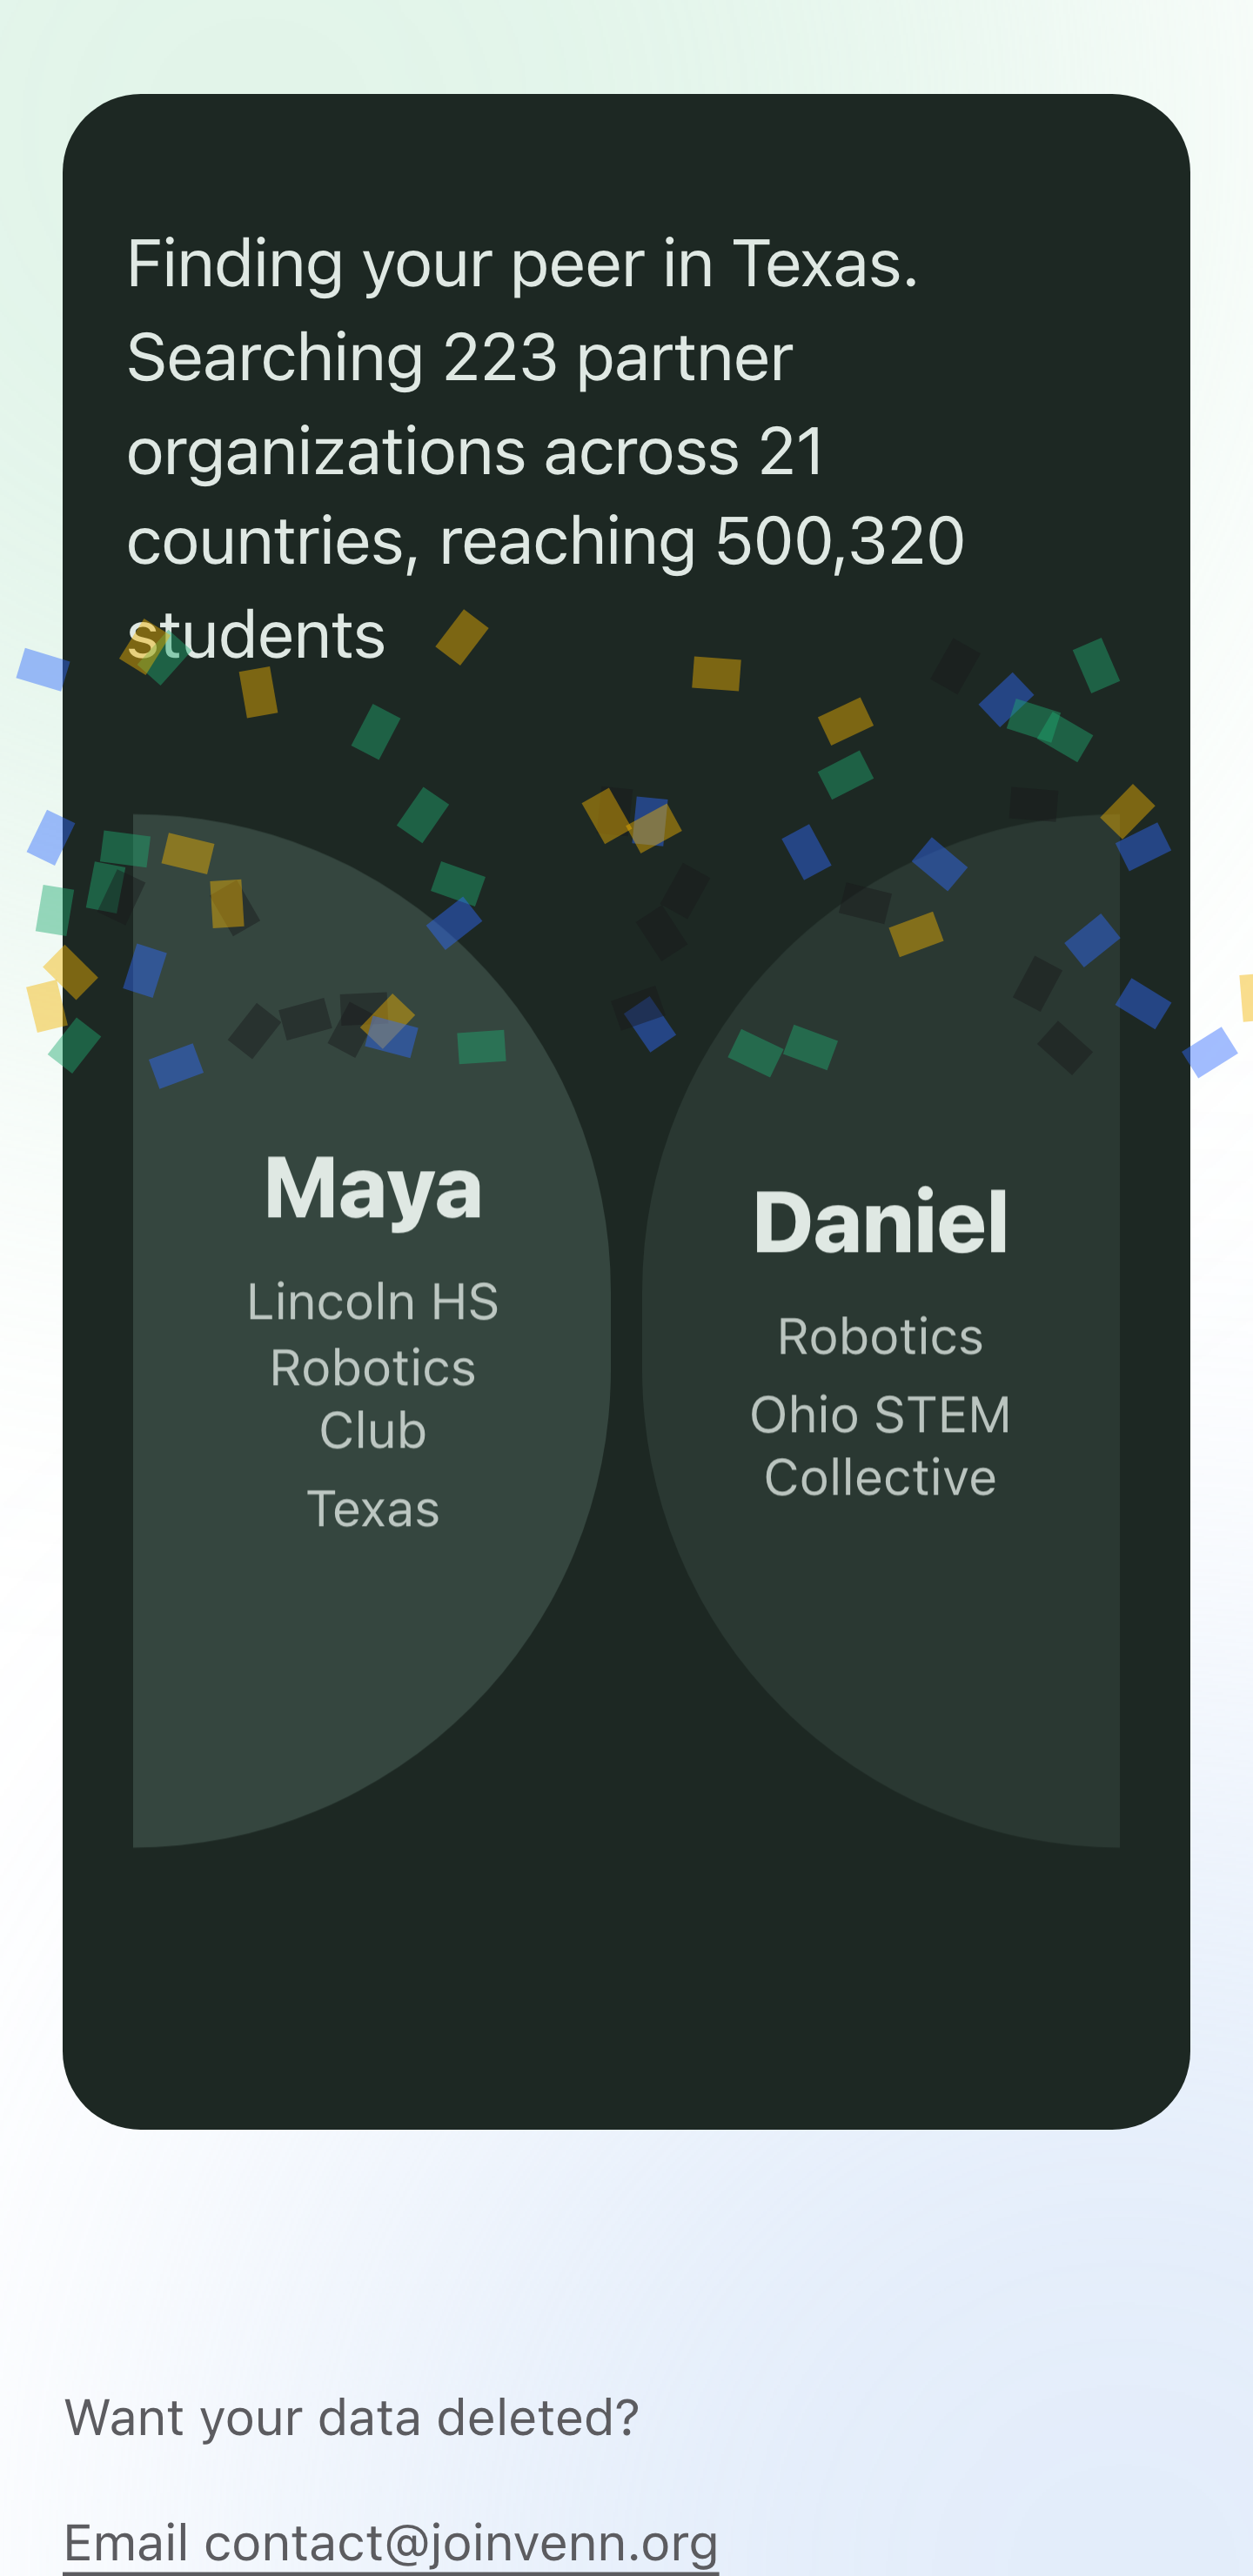 Finding your peer in Texas.
Searching 223 partner
organizations across 21
countries, reaching 500,320
students
Maya
Lincoln HS
Robotics
Club
Texas
Daniel
Robotics
Ohio STEM
Collective
Want your data deleted?
Email contact@joinvenn.org